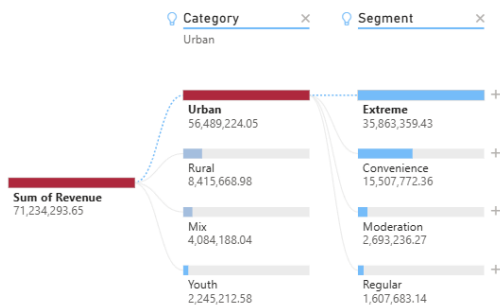 Category
Urban
Segment
Sum of Revenue
71,234,293.65
Urban
56,489,224.05
Rural
8,415,668.98
Mix
4,084,188.04
Youth
2,245,212.58
Extreme
35,863,359.43
Convenience
15,507,772.36
Moderation
2,693,236.27
Regular
1,607,683.14